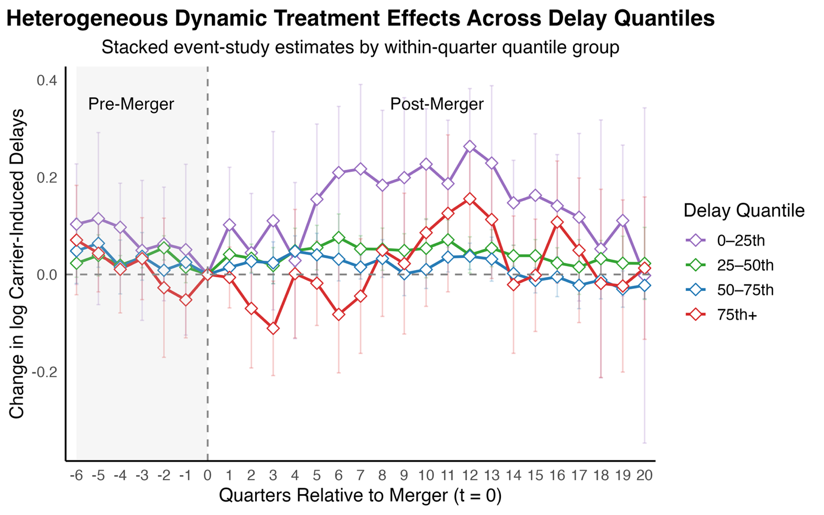 Heterogeneous Dynamic Treatment Effects Across Delay Quantiles
Stacked event-study estimates by within-quarter quantile group
Change in log Carrier-Induced Delays
0.4
0.2
0.0
-0.2
Pre-Merger
Post-Merger
-6 -5 -4 -3 -2 -1 0 1 2 3 4 5 6 7 8 9 10 11 12 13 14 15 16 17 18 19 20
Quarters Relative to Merger (t = 0)
Delay Quantile
0–25th
25–50th
50–75th
75th+